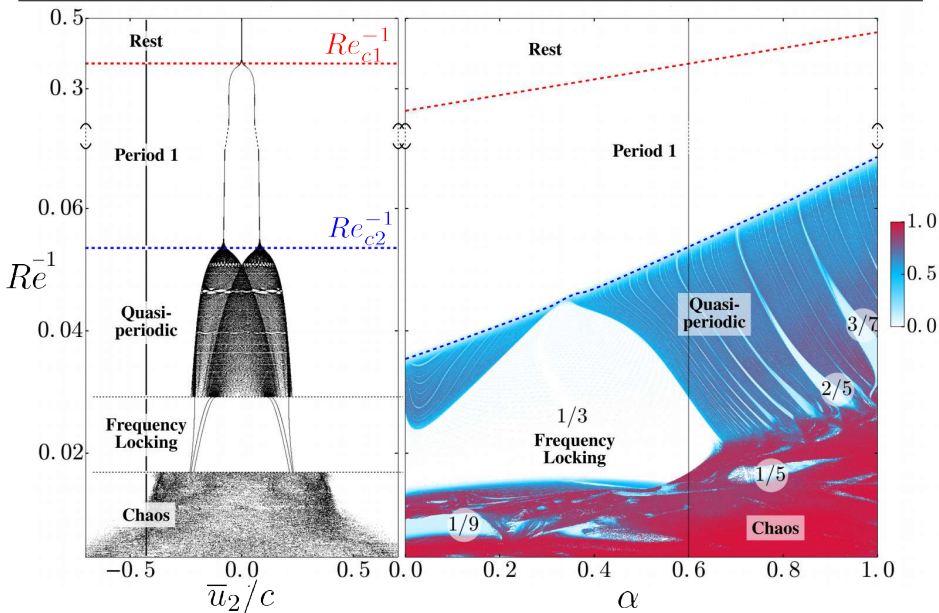 0.5
Rest
Re_{c1}^{-1}
0.3
Period 1
0.06
Re_{c2}^{-1}
Re^{-1}
Quasi-
periodic
0.04
Frequency
Locking
0.02
Chaos
−0.5
0.0
0.5
\overline{u}_2/c
Rest
Period 1
Quasi-
periodic
3/7
2/5
1/3
Frequency
Locking
1/5
1/9
Chaos
0.0
0.2
0.4
0.6
0.8
1.0
α
1.0
0.5
0.0